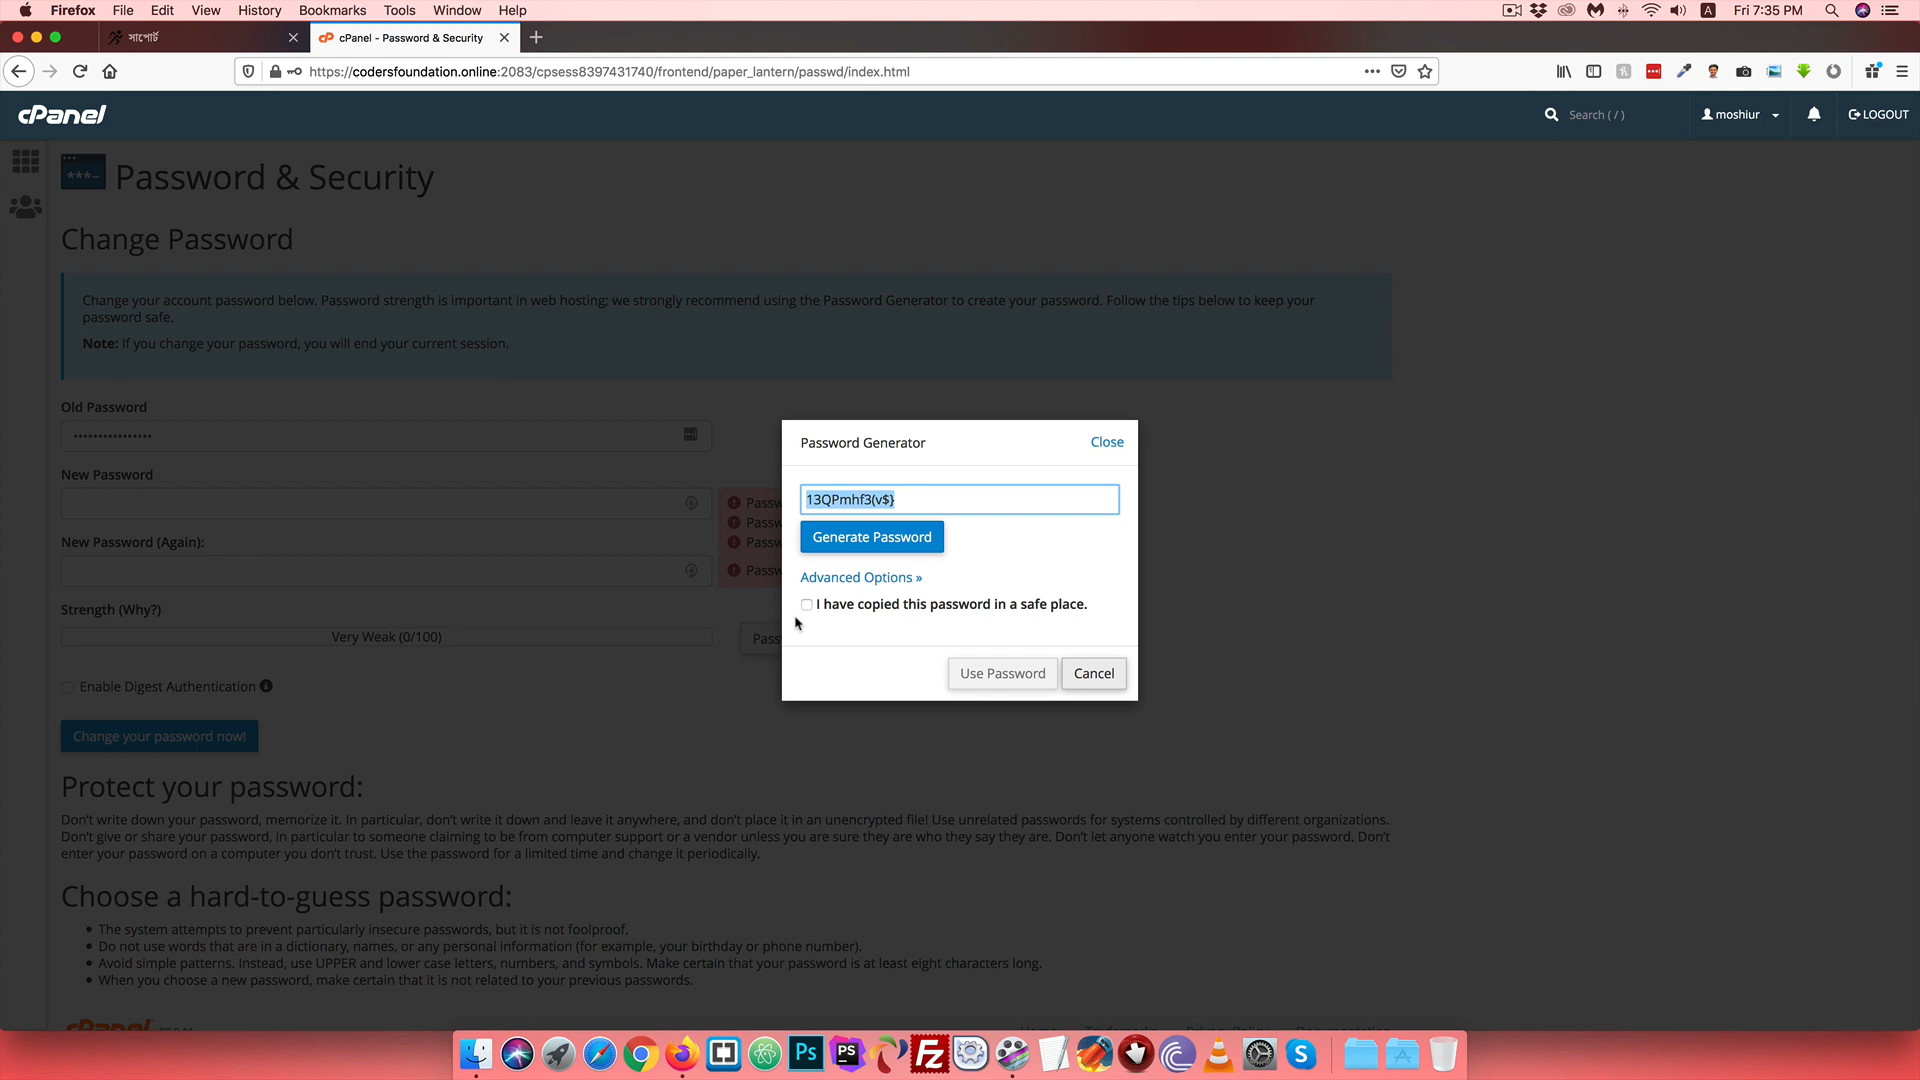 Firefox File Edit View History Bookmarks Tools Window Help
A Fri 7:35 PM
সাপোর্ট
cPanel - Password & Security
https://codersfoundation.online:2083/cpsess8397431740/frontend/paper_lantern/passwd/index.html
cPanel
Search ( / )
moshiur
LOGOUT
***–
Password & Security
Change Password
Change your account password below. Password strength is important in web hosting; we strongly recommend using the Password Generator to create your password. Follow the tips below to keep your
password safe.
Note: If you change your password, you will end your current session.
Old Password
Password Generator
Close
New Password
13QPmhf3(v$}
Passw
Passw
Generate Password
New Password (Again):
Passw
Passw
Advanced Options »
I have copied this password in a safe place.
Strength (Why?)
Very Weak (0/100)
Pass
Use Password
Cancel
Enable Digest Authentication
Change your password now!
Protect your password:
Don't write down your password, memorize it. In particular, don't write it down and leave it anywhere, and don't place it in an unencrypted file! Use unrelated passwords for systems controlled by different organizations.
Don't give or share your password, in particular to someone claiming to be from computer support or a vendor unless you are sure they are who they say they are. Don't let anyone watch you enter your password. Don't
enter your password on a computer you don't trust. Use the password for a limited time and change it periodically.
Choose a hard-to-guess password:
The system attempts to prevent particularly insecure passwords, but it is not foolproof.
Do not use words that are in a dictionary, names, or any personal information (for example, your birthday or phone number).
Avoid simple patterns. Instead, use UPPER and lower case letters, numbers, and symbols. Make certain that your password is at least eight characters long.
When you choose a new password, make certain that it is not related to your previous passwords.
cPanel
Ps
PS
FZ
S